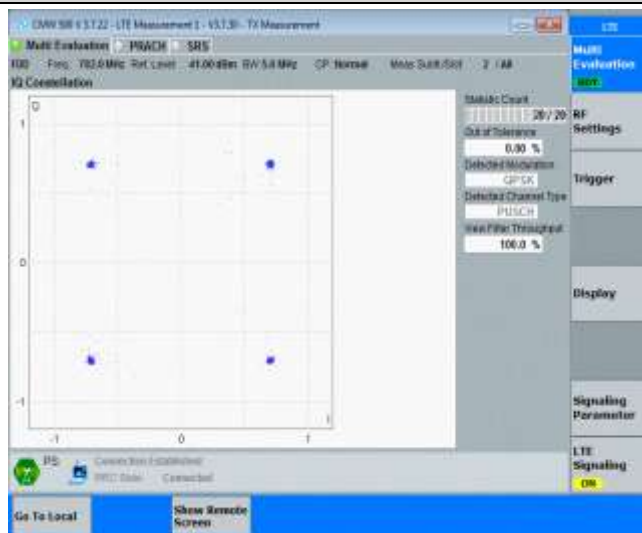 CMW 500 V 3.7.22 - LTE Measurement 1 - V3.7.30 - TX Measurement
LTE
Multi Evaluation PRACH SRS
Multi
Evaluation
RDY
FDD Freq. 782.0 MHz Ref. Level 41.00 dBm BW 5.0 MHz CP Normal Meas Subfr./Slot 2 / All
IQ Constellation
Statistic Count
20 / 20
RF
Settings
Q
1
Out of Tolerance
0.00 %
Detected Modulation
QPSK
Trigger
Detected Channel Type
PUSCH
View Filter Throughput
100.0 %
0
Display
-1
I
-1 0 1
Signaling
Parameter
PS
Connection Established
RRC State Connected
LTE
Signaling
ON
Go To Local
Show Remote
Screen